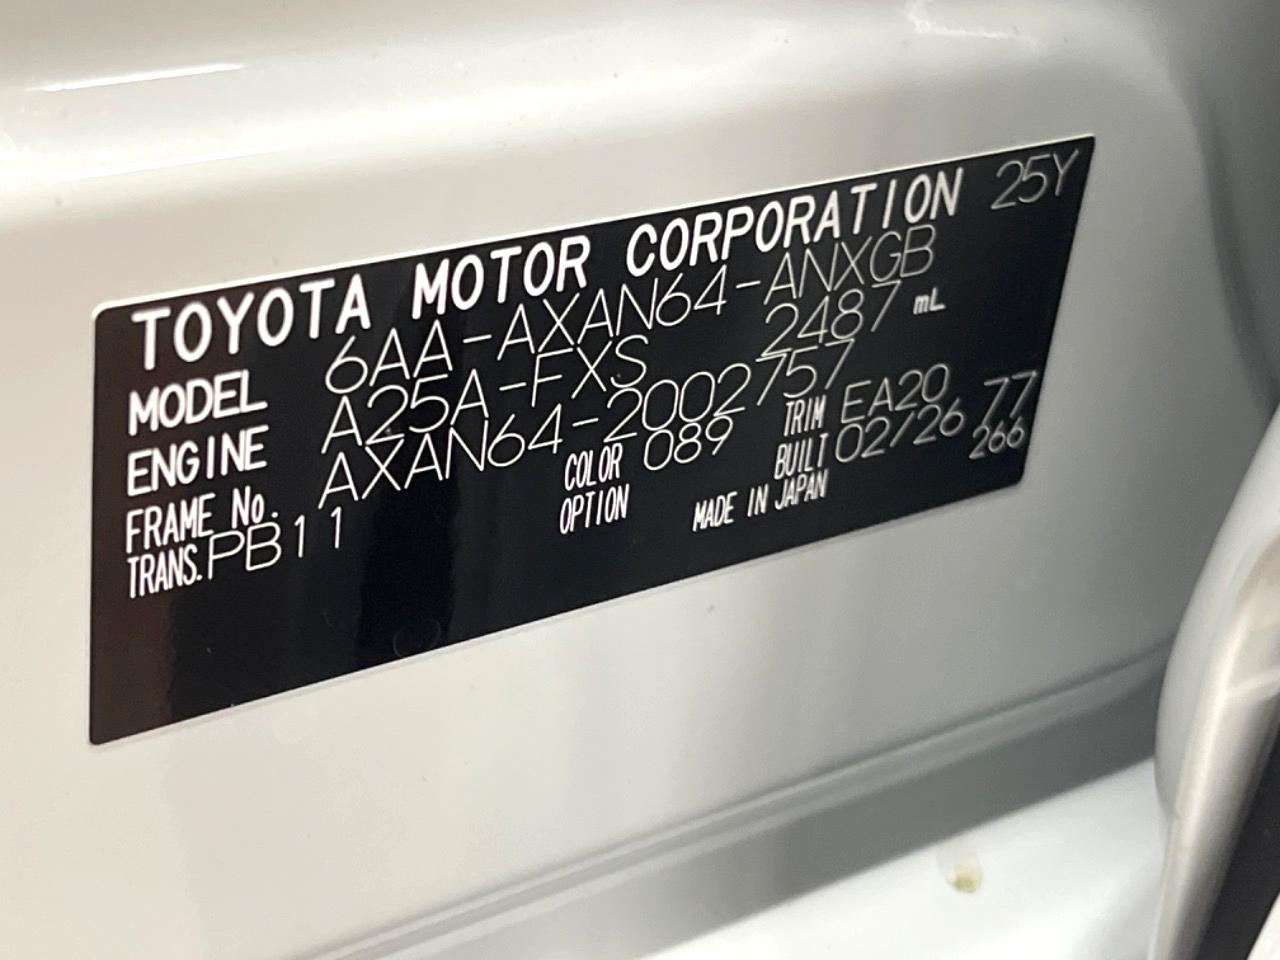 TOYOTA MOTOR CORPORATION 25Y
MODEL 6AA-AXAN64-ANXGB
ENGINE A25A-FXS 2487 mL
FRAME No. AXAN64-2002757
TRANS. PB11 COLOR 089 TRIM EA20 77
OPTION BUILT 02/26 266
MADE IN JAPAN